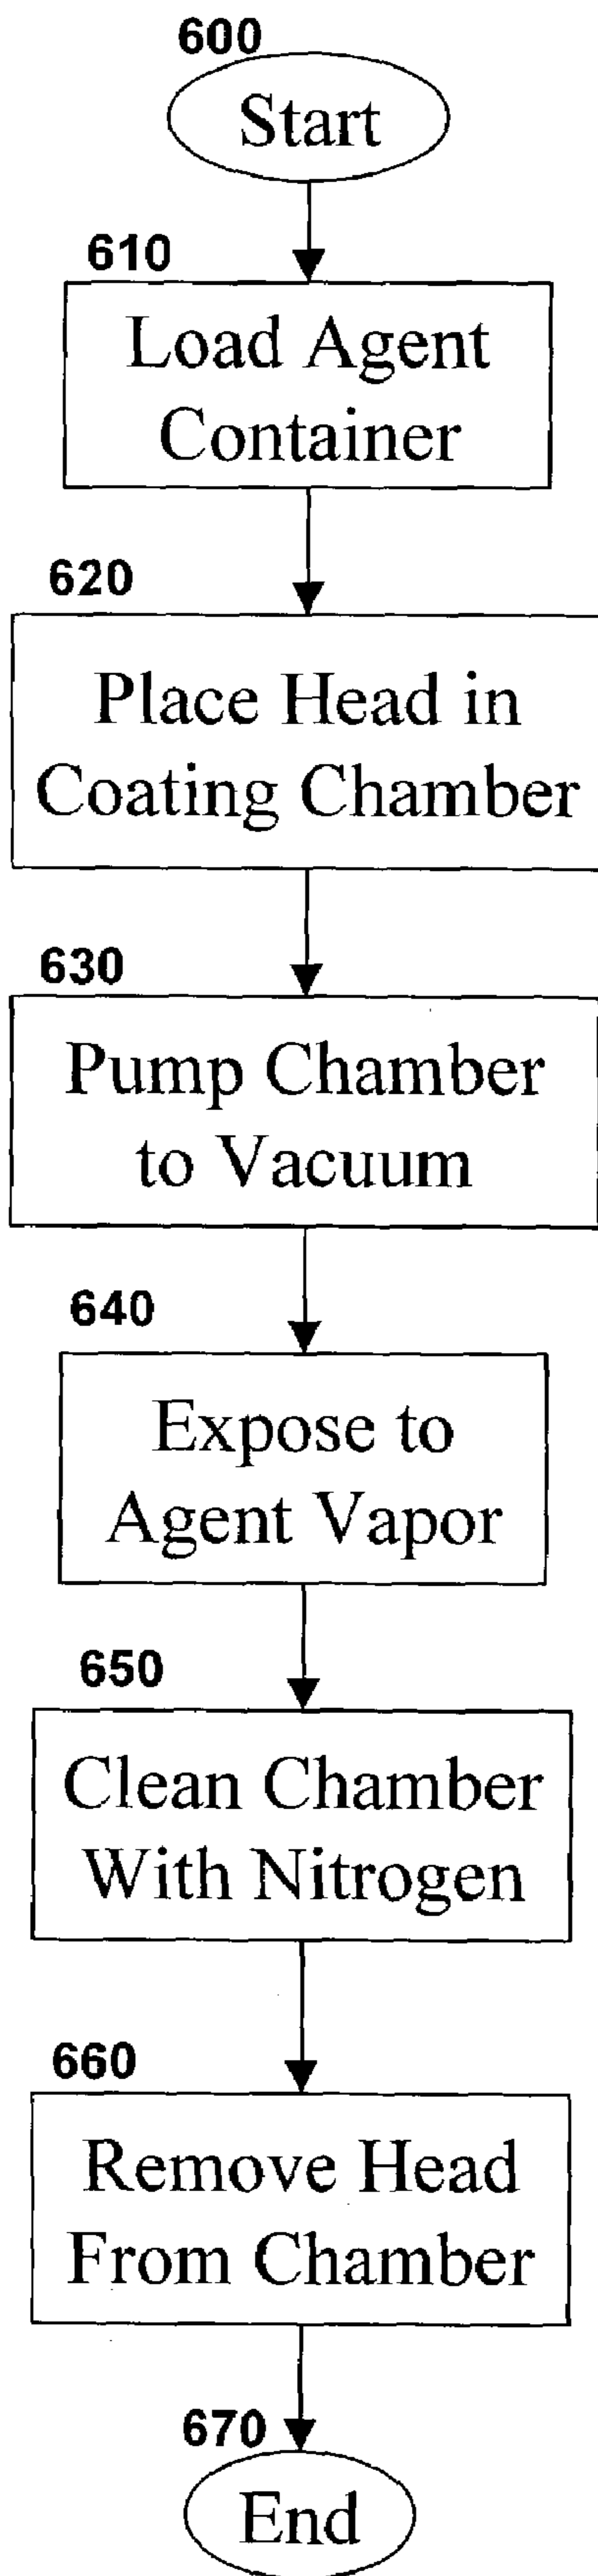 600
Start
610
Load Agent
Container
620
Place Head in
Coating Chamber
630
Pump Chamber
to Vacuum
640
Expose to
Agent Vapor
650
Clean Chamber
With Nitrogen
660
Remove Head
From Chamber
670
End